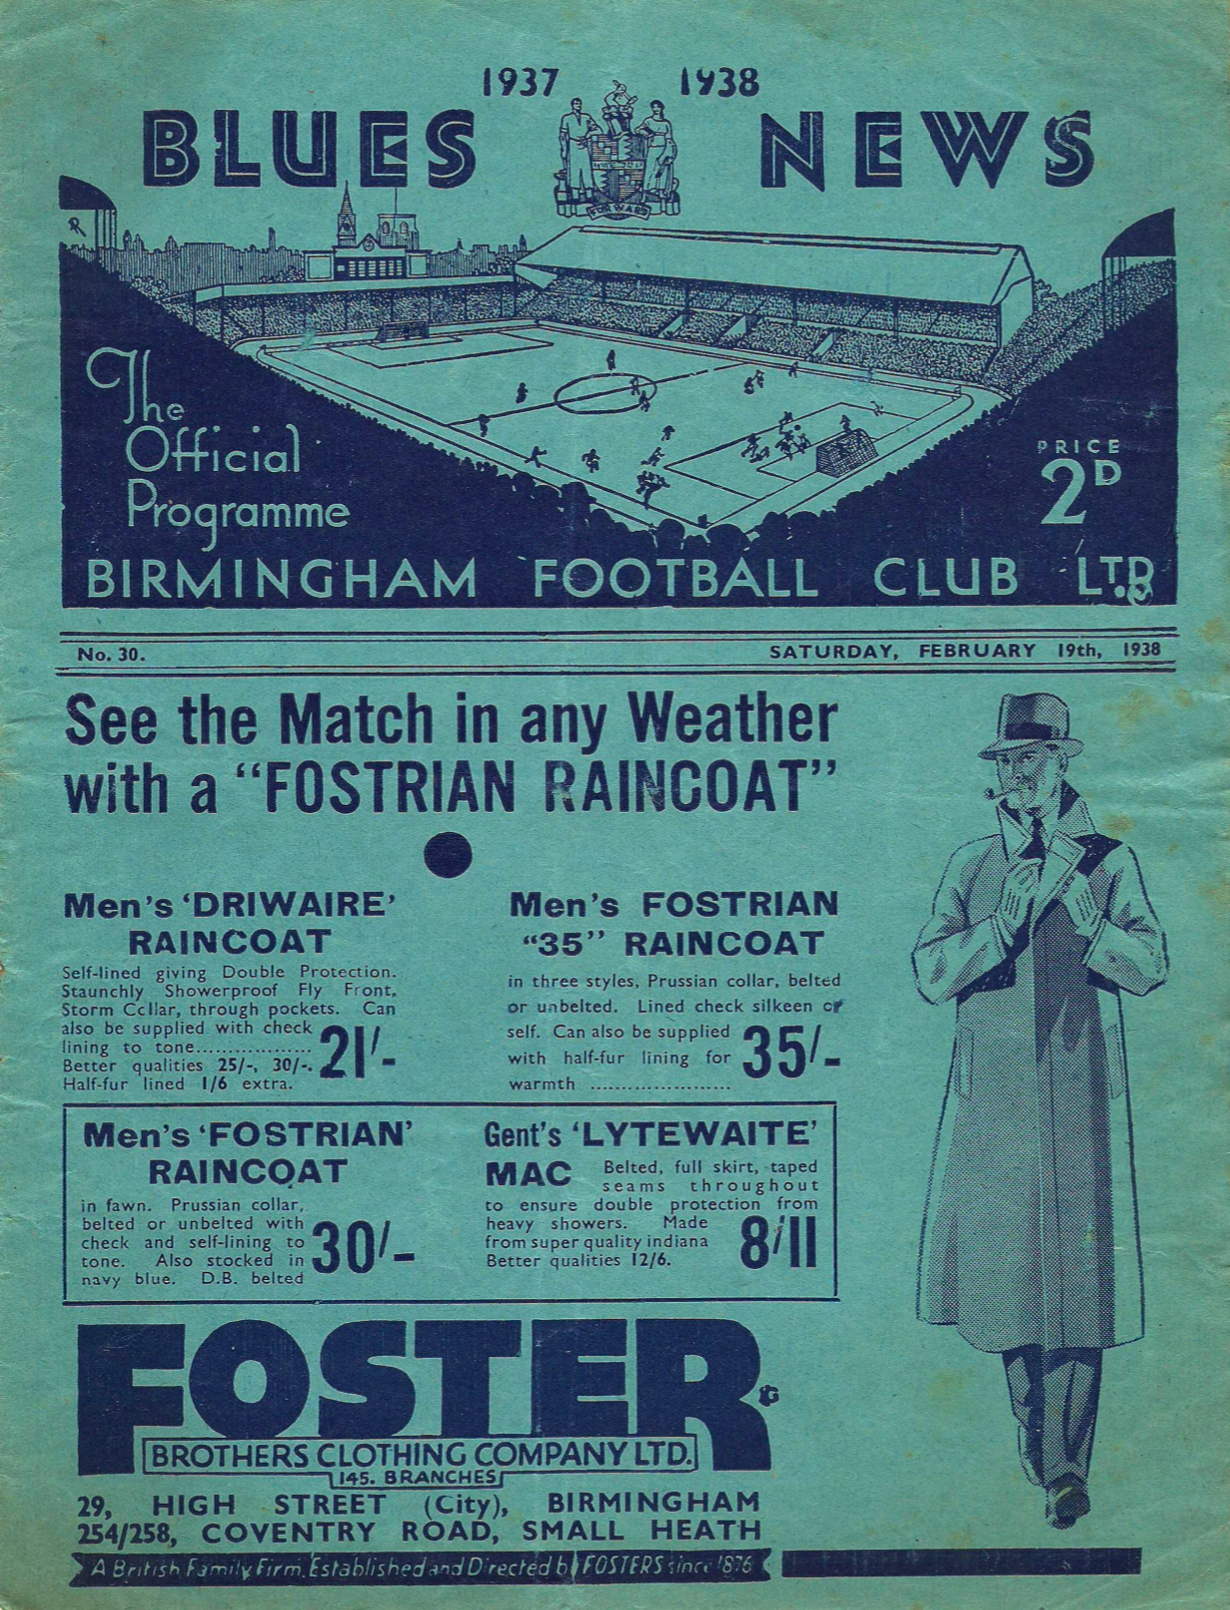 1937 1938
BLUES NEWS
FORWARD
The
Official
Programme
PRICE
2D
BIRMINGHAM FOOTBALL CLUB LTD
No. 30. SATURDAY, FEBRUARY 19th, 1938
See the Match in any Weather
with a "FOSTRIAN RAINCOAT"
Men's 'DRIWAIRE'
RAINCOAT
Self-lined giving Double Protection.
Staunchly Showerproof Fly Front,
Storm Collar, through pockets. Can
also be supplied with check
lining to tone..................
Better qualities 25/-, 30/-.
Half-fur lined 1/6 extra.
21/-
Men's FOSTRIAN
"35" RAINCOAT
in three styles, Prussian collar, belted
or unbelted. Lined check silkeen or
self. Can also be supplied
with half-fur lining for
warmth ......................
35/-
Men's 'FOSTRIAN'
RAINCOAT
in fawn. Prussian collar,
belted or unbelted with
check and self-lining to
tone. Also stocked in
navy blue. D.B. belted
30/-
Gent's 'LYTEWAITE'
MAC Belted, full skirt, taped
seams throughout
to ensure double protection from
heavy showers. Made
from super quality indiana
Better qualities 12/6.
8/11
FOSTER
BROTHERS CLOTHING COMPANY LTD.
145. BRANCHES
29, HIGH STREET (City), BIRMINGHAM
254/258, COVENTRY ROAD, SMALL HEATH
A British Family Firm, Established and Directed by FOSTERS since 1876